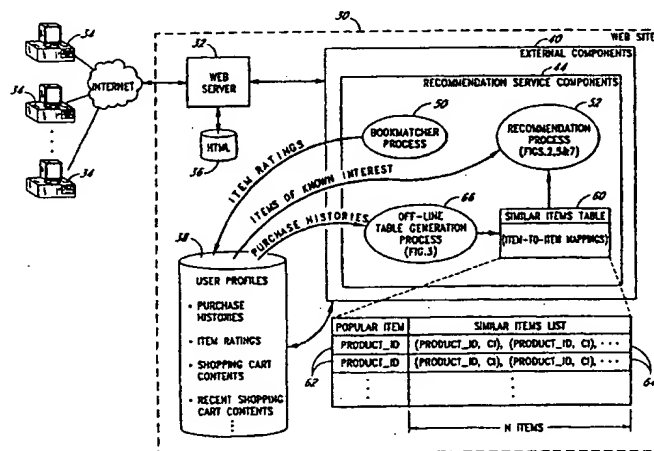 30
WEB SITE
34
32
40
EXTERNAL COMPONENTS
44
RECOMMENDATION SERVICE COMPONENTS
WEB
SERVER
INTERNET
34
50
52
BOOKMATCHER
PROCESS
RECOMMENDATION
PROCESS
(FIGS.2,5&7)
HTML
36
34
ITEM RATINGS
ITEMS OF KNOWN INTEREST
PURCHASE HISTORIES
38
66
60
OFF-LINE
TABLE GENERATION
PROCESS
(FIG.3)
SIMILAR ITEMS TABLE
(ITEM-TO-ITEM MAPPINGS)
USER PROFILES
• PURCHASE
HISTORIES
• ITEM RATINGS
• SHOPPING CART
CONTENTS
• RECENT SHOPPING
CART CONTENTS
POPULAR ITEM
SIMILAR ITEMS LIST
PRODUCT_ID
(PRODUCT_ID, CI), (PRODUCT_ID, CI), ···
PRODUCT_ID
(PRODUCT_ID, CI), (PRODUCT_ID, CI), ···
62
64
N ITEMS